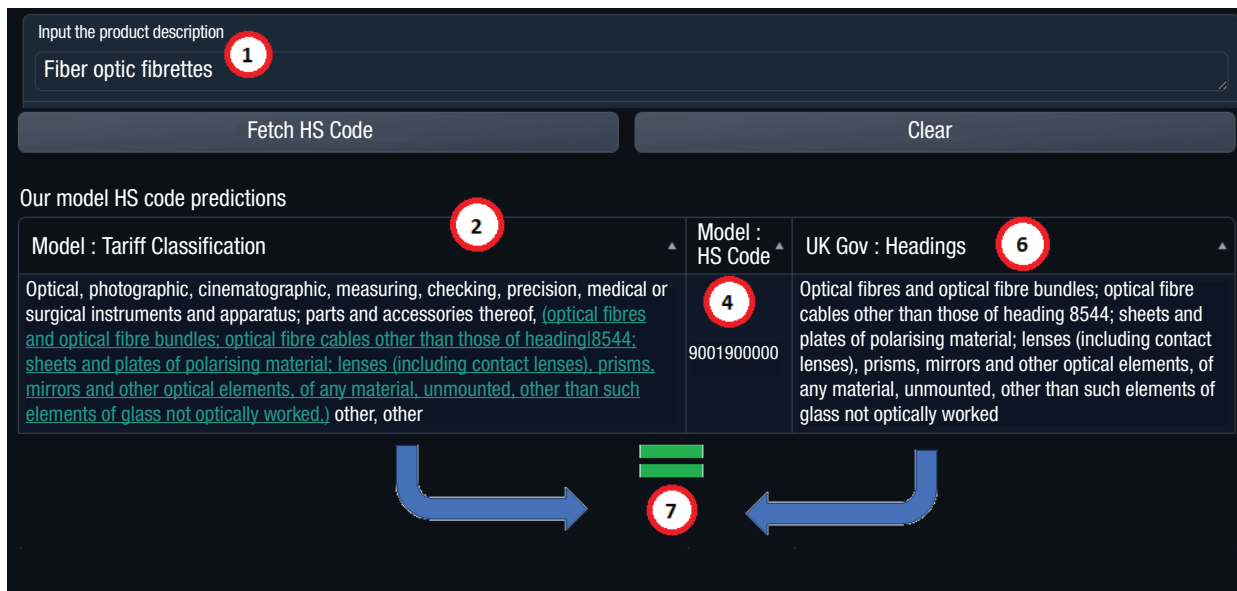 Input the product description
1
Fiber optic fibrettes
Fetch HS Code
Clear
Our model HS code predictions
2
Model : Tariff Classification
Model :
HS Code
UK Gov : Headings
6
Optical, photographic, cinematographic, measuring, checking, precision, medical or
surgical instruments and apparatus; parts and accessories thereof, (optical fibres
and optical fibre bundles; optical fibre cables other than those of heading|8544;
sheets and plates of polarising material; lenses (including contact lenses), prisms,
mirrors and other optical elements, of any material, unmounted, other than such
elements of glass not optically worked,) other, other
4
9001900000
Optical fibres and optical fibre bundles; optical fibre
cables other than those of heading 8544; sheets and
plates of polarising material; lenses (including contact
lenses), prisms, mirrors and other optical elements, of
any material, unmounted, other than such elements of
glass not optically worked
7